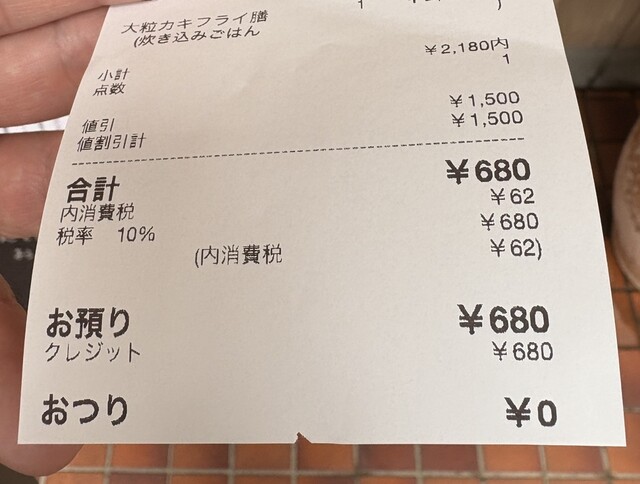 大粒カキフライ膳 1
(炊き込みごはん )
小計 ¥2,180内
点数 1
値引 ¥1,500
値割引計 ¥1,500
合計 ¥680
内消費税 ¥62
税率 10% ¥680
(内消費税 ¥62)
お預り ¥680
クレジット ¥680
おつり ¥0